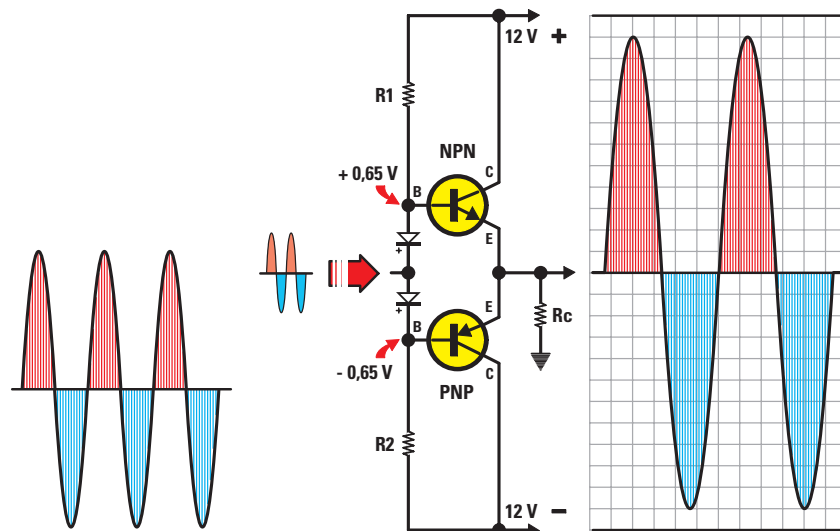 12 V +
R1
NPN
C
+ 0,65 V
B
E
+
+
E
B
Rc
- 0,65 V
C
PNP
R2
12 V -